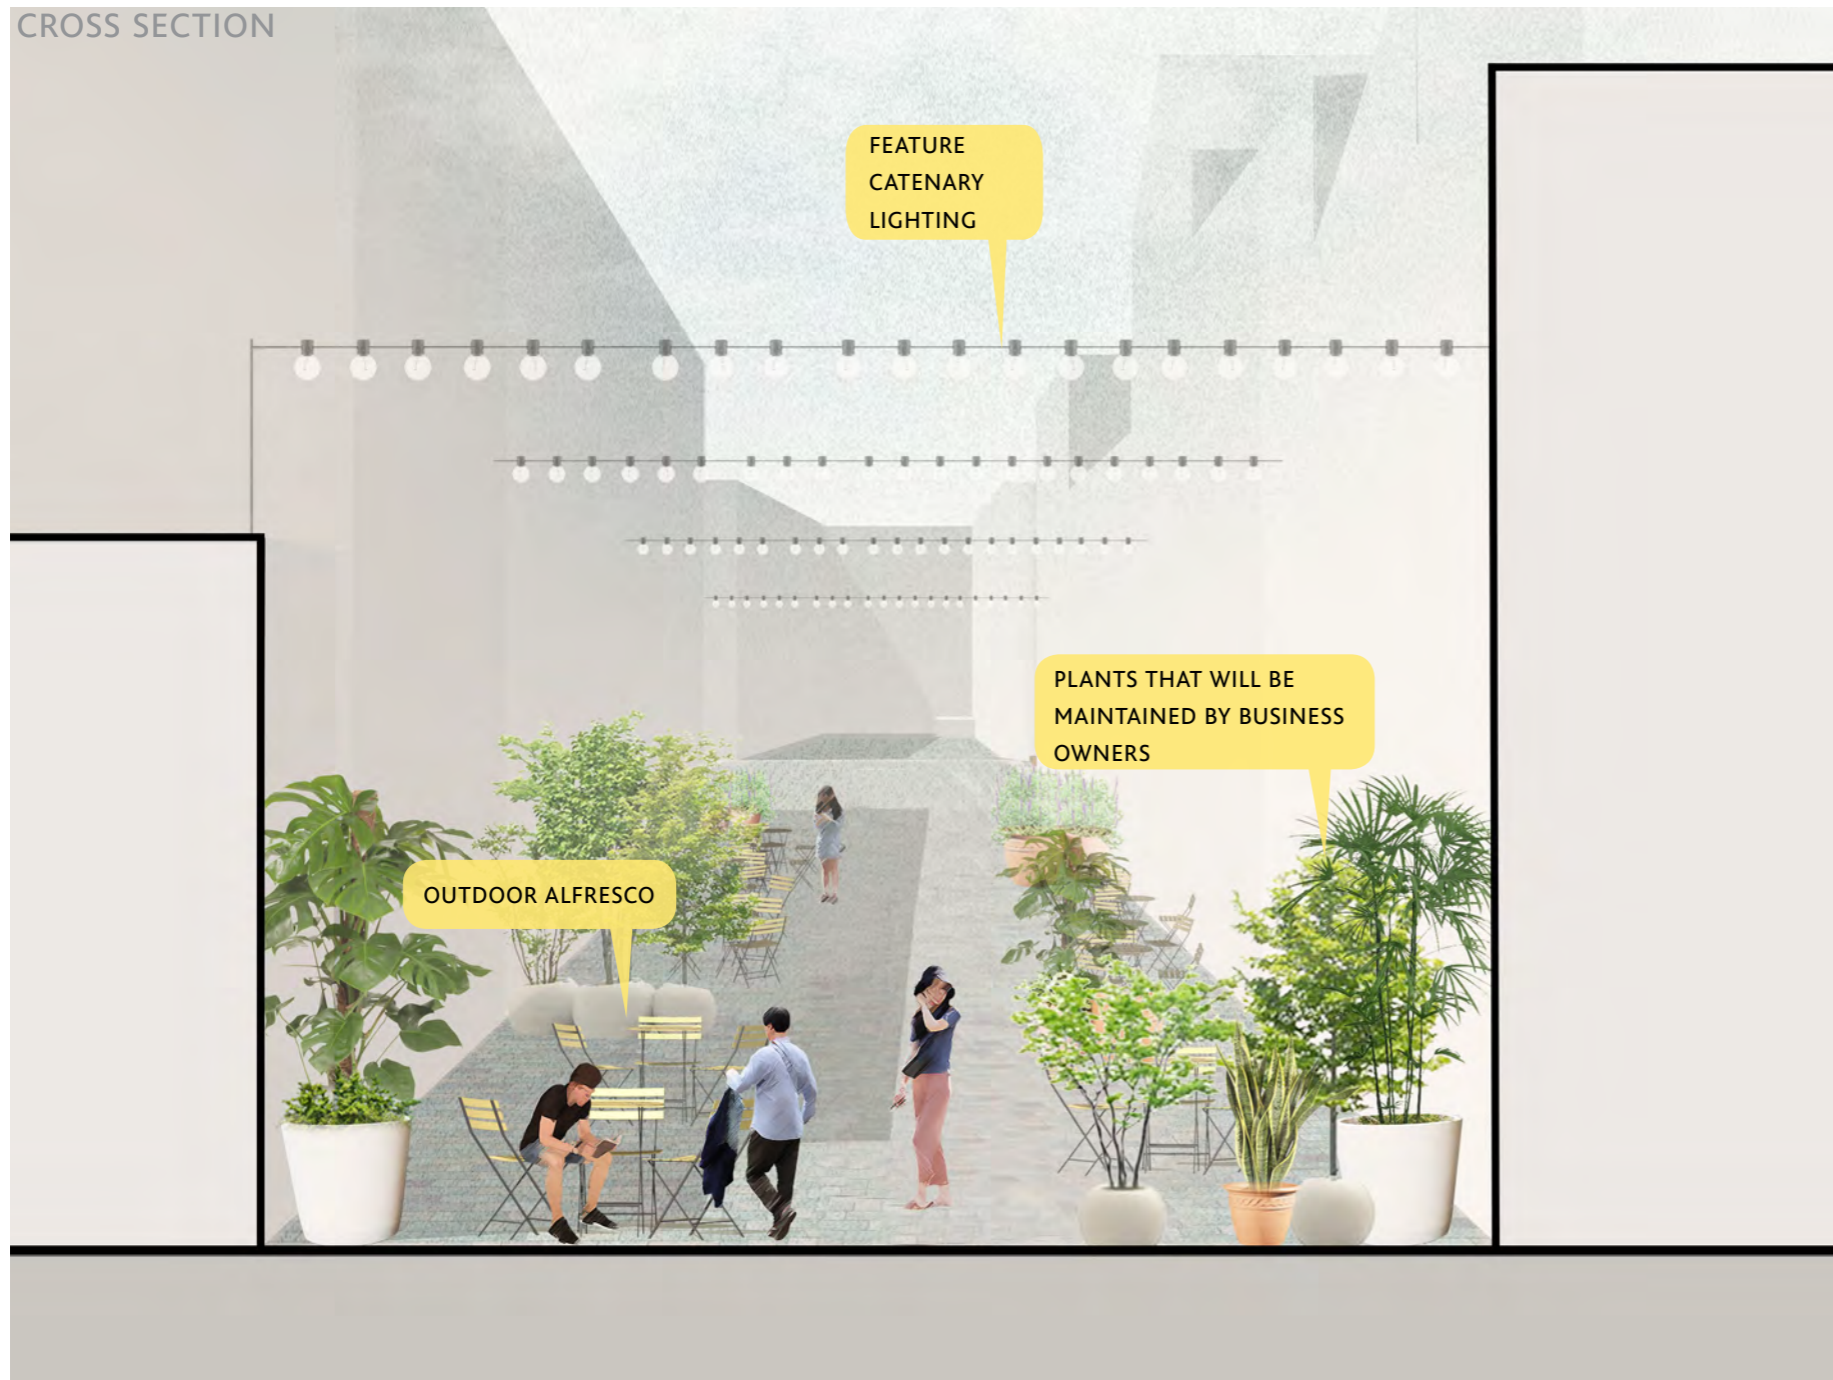 CROSS SECTION
FEATURE
CATENARY
LIGHTING
PLANTS THAT WILL BE
MAINTAINED BY BUSINESS
OWNERS
OUTDOOR ALFRESCO